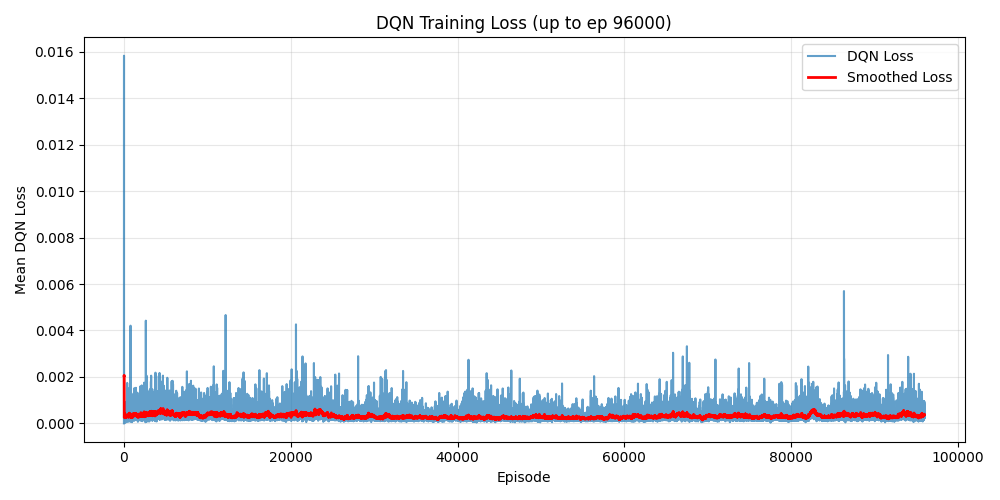 DQN Training Loss (up to ep 96000)
DQN Loss
Smoothed Loss
Mean DQN Loss
0.016
0.014
0.012
0.010
0.008
0.006
0.004
0.002
0.000
0 20000 40000 60000 80000 100000
Episode